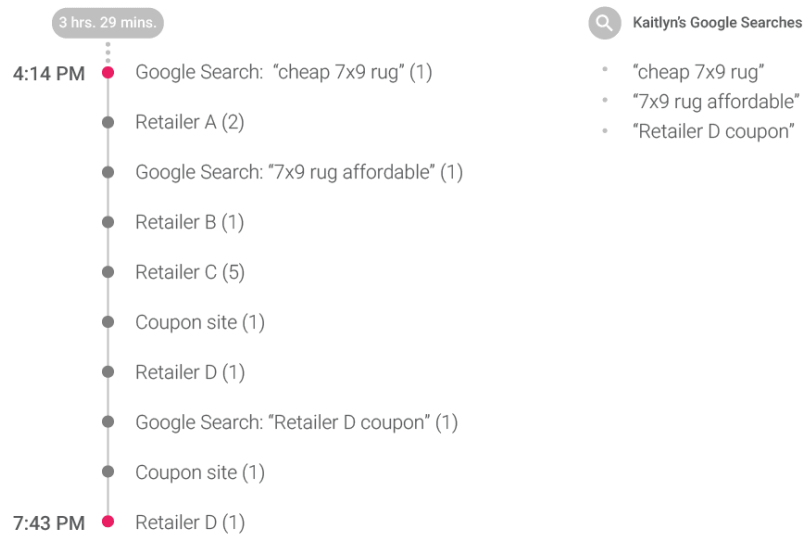 3 hrs. 29 mins.
4:14 PM
Google Search: “cheap 7x9 rug” (1)
Retailer A (2)
Google Search: “7x9 rug affordable” (1)
Retailer B (1)
Retailer C (5)
Coupon site (1)
Retailer D (1)
Google Search: “Retailer D coupon” (1)
Coupon site (1)
7:43 PM
Retailer D (1)
Kaitlyn’s Google Searches
“cheap 7x9 rug”
“7x9 rug affordable”
“Retailer D coupon”